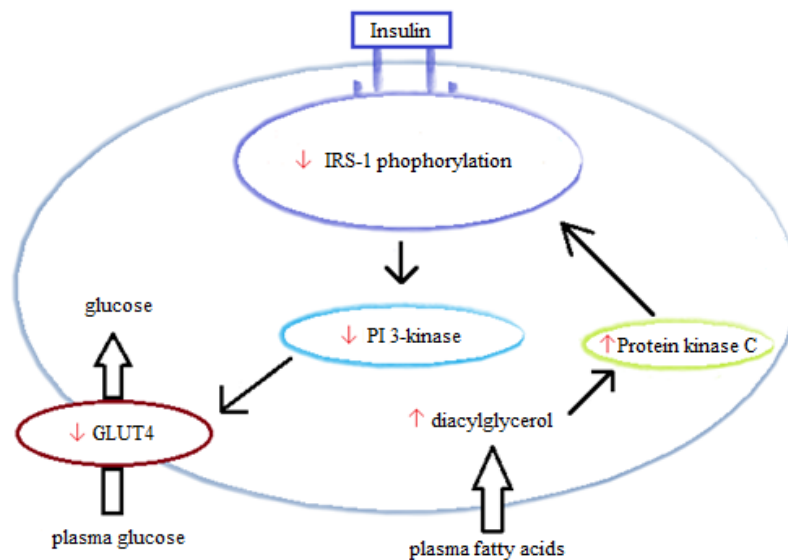 Insulin
↓ IRS-1 phophorylation
glucose
↓ PI 3-kinase
↑ Protein kinase C
↓ GLUT4
↑ diacylglycerol
plasma glucose
plasma fatty acids